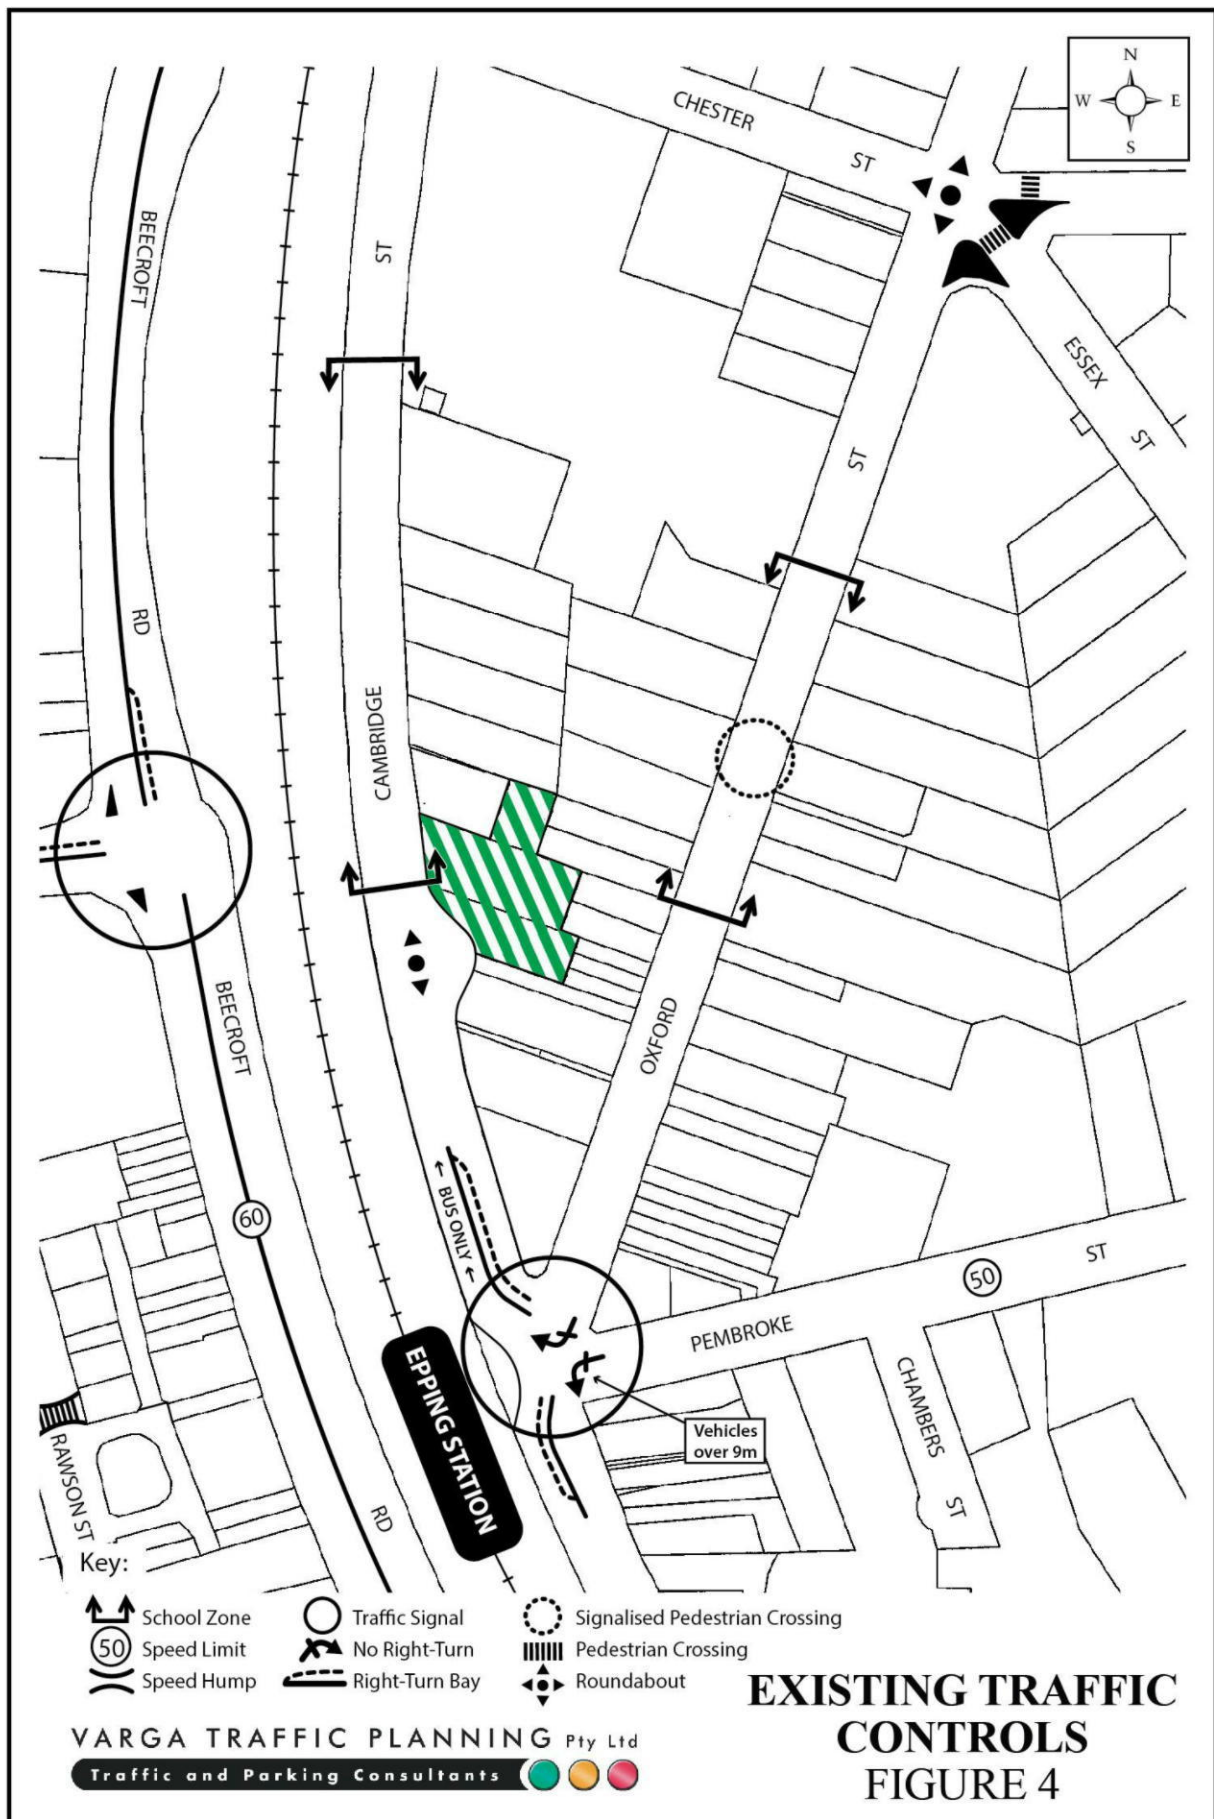 N
W E
S
CHESTER
ST
BEECROFT
ST
ESSEX
ST
ST
RD
CAMBRIDGE
BEECROFT
OXFORD
60
← BUS ONLY ←
ST
50
PEMBROKE
EPPING STATION
CHAMBERS
ST
Vehicles
over 9m
RAWSON ST
RD
Key:
School Zone
Traffic Signal
Signalised Pedestrian Crossing
50 Speed Limit
No Right-Turn
Pedestrian Crossing
Speed Hump
Right-Turn Bay
Roundabout
EXISTING TRAFFIC
CONTROLS
FIGURE 4
VARGA TRAFFIC PLANNING Pty Ltd
Traffic and Parking Consultants